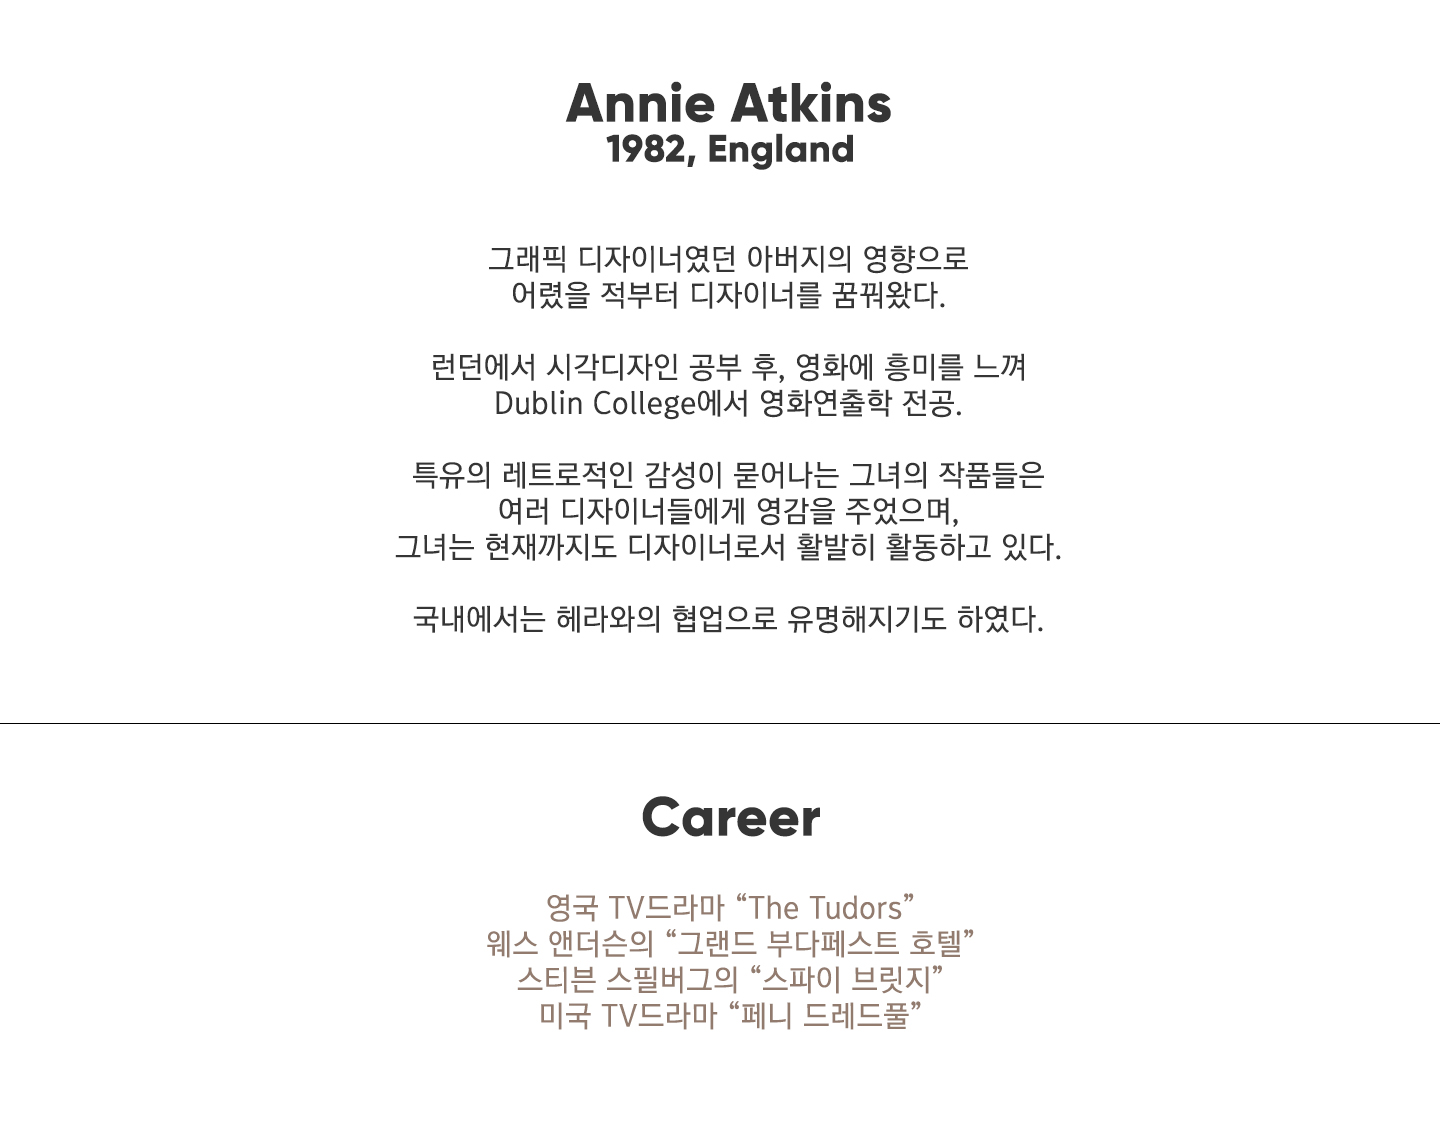 Annie Atkins
1982, England
그래픽 디자이너였던 아버지의 영향으로
어렸을 적부터 디자이너를 꿈꿔왔다.
런던에서 시각디자인 공부 후, 영화에 흥미를 느껴
Dublin College에서 영화연출학 전공.
특유의 레트로적인 감성이 묻어나는 그녀의 작품들은
여러 디자이너들에게 영감을 주었으며,
그녀는 현재까지도 디자이너로서 활발히 활동하고 있다.
국내에서는 헤라와의 협업으로 유명해지기도 하였다.
Career
영국 TV드라마 “The Tudors”
웨스 앤더슨의 “그랜드 부다페스트 호텔”
스티븐 스필버그의 “스파이 브릿지”
미국 TV드라마 “페니 드레드풀”